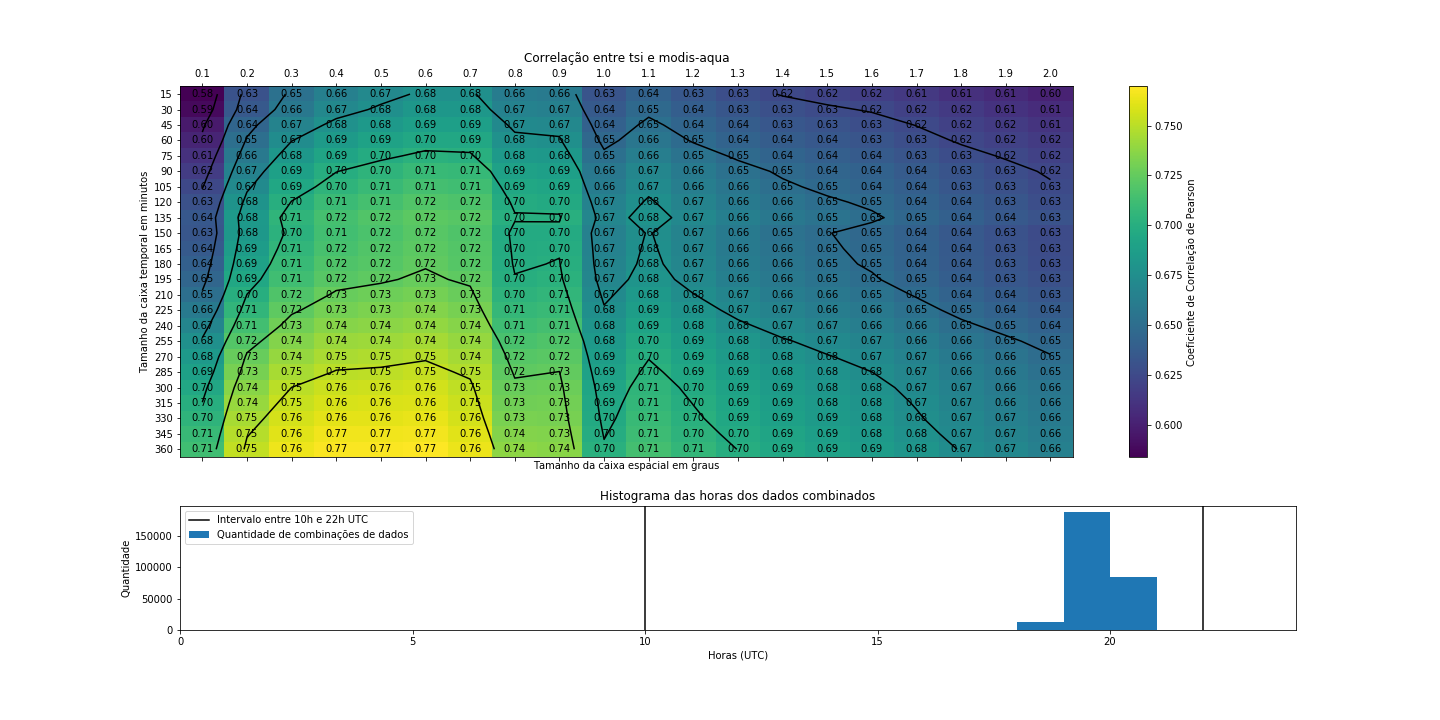 Correlação entre tsi e modis-aqua
0.1 0.2 0.3 0.4 0.5 0.6 0.7 0.8 0.9 1.0 1.1 1.2 1.3 1.4 1.5 1.6 1.7 1.8 1.9 2.0
15 0.58 0.63 0.65 0.66 0.67 0.68 0.68 0.66 0.66 0.63 0.64 0.63 0.63 0.62 0.62 0.62 0.61 0.61 0.61 0.60
30 0.59 0.64 0.66 0.67 0.68 0.68 0.68 0.67 0.67 0.64 0.65 0.64 0.63 0.63 0.63 0.62 0.62 0.62 0.61 0.61
45 0.60 0.64 0.67 0.68 0.68 0.69 0.69 0.67 0.67 0.64 0.65 0.64 0.64 0.63 0.63 0.63 0.62 0.62 0.62 0.61
60 0.60 0.65 0.67 0.69 0.69 0.70 0.69 0.68 0.68 0.65 0.66 0.65 0.64 0.64 0.63 0.63 0.63 0.62 0.62 0.62
75 0.61 0.66 0.68 0.69 0.70 0.70 0.70 0.68 0.68 0.65 0.66 0.65 0.65 0.64 0.64 0.63 0.63 0.63 0.62 0.62
90 0.62 0.67 0.69 0.70 0.70 0.71 0.71 0.69 0.69 0.66 0.66 0.65 0.65 0.65 0.64 0.64 0.63 0.63 0.63 0.62
105 0.62 0.67 0.69 0.70 0.71 0.71 0.71 0.69 0.69 0.66 0.67 0.66 0.66 0.65 0.65 0.64 0.64 0.63 0.63 0.63
120 0.63 0.68 0.70 0.71 0.71 0.72 0.72 0.70 0.70 0.67 0.68 0.66 0.66 0.65 0.65 0.65 0.64 0.64 0.63 0.63
135 0.64 0.68 0.71 0.72 0.72 0.72 0.72 0.70 0.70 0.67 0.68 0.67 0.66 0.66 0.65 0.65 0.65 0.64 0.64 0.63
150 0.63 0.68 0.70 0.71 0.72 0.72 0.72 0.70 0.70 0.67 0.68 0.67 0.66 0.65 0.65 0.65 0.64 0.64 0.63 0.63
165 0.64 0.69 0.71 0.72 0.72 0.72 0.72 0.70 0.70 0.67 0.68 0.67 0.66 0.66 0.65 0.65 0.64 0.64 0.63 0.63
180 0.64 0.69 0.71 0.72 0.72 0.72 0.72 0.70 0.70 0.67 0.68 0.67 0.66 0.66 0.65 0.65 0.64 0.64 0.63 0.63
195 0.65 0.69 0.71 0.72 0.72 0.73 0.72 0.70 0.70 0.67 0.68 0.67 0.66 0.66 0.65 0.65 0.64 0.64 0.63 0.63
210 0.65 0.70 0.72 0.73 0.73 0.73 0.73 0.70 0.71 0.67 0.68 0.68 0.67 0.66 0.66 0.65 0.65 0.64 0.64 0.63
225 0.66 0.71 0.72 0.73 0.73 0.74 0.73 0.71 0.71 0.68 0.69 0.68 0.67 0.67 0.66 0.66 0.65 0.65 0.64 0.64
240 0.67 0.71 0.73 0.74 0.74 0.74 0.74 0.71 0.71 0.68 0.69 0.68 0.68 0.67 0.67 0.66 0.66 0.65 0.65 0.64
255 0.68 0.72 0.74 0.74 0.74 0.74 0.74 0.72 0.72 0.68 0.70 0.69 0.68 0.68 0.67 0.67 0.66 0.66 0.65 0.65
270 0.68 0.73 0.74 0.75 0.75 0.75 0.74 0.72 0.72 0.69 0.70 0.69 0.68 0.68 0.68 0.67 0.67 0.66 0.66 0.65
285 0.69 0.73 0.75 0.75 0.75 0.75 0.75 0.72 0.73 0.69 0.70 0.70 0.69 0.68 0.68 0.68 0.67 0.66 0.66 0.65
300 0.70 0.74 0.75 0.76 0.76 0.76 0.75 0.73 0.73 0.69 0.71 0.70 0.69 0.69 0.68 0.68 0.67 0.67 0.66 0.66
315 0.70 0.74 0.75 0.76 0.76 0.76 0.75 0.73 0.73 0.69 0.71 0.70 0.69 0.69 0.68 0.68 0.67 0.67 0.66 0.66
330 0.70 0.75 0.76 0.76 0.76 0.76 0.76 0.73 0.73 0.70 0.71 0.70 0.69 0.69 0.69 0.68 0.68 0.67 0.67 0.66
345 0.71 0.75 0.76 0.77 0.77 0.77 0.76 0.74 0.73 0.70 0.71 0.70 0.70 0.69 0.69 0.68 0.68 0.67 0.67 0.66
360 0.71 0.75 0.76 0.77 0.77 0.77 0.76 0.74 0.74 0.70 0.71 0.71 0.70 0.69 0.69 0.69 0.68 0.67 0.67 0.66
Tamanho da caixa temporal em minutos
Tamanho da caixa espacial em graus
0.750
0.725
0.700
0.675
0.650
0.625
0.600
Coeficiente de Correlação de Pearson
Histograma das horas dos dados combinados
Intervalo entre 10h e 22h UTC
Quantidade de combinações de dados
150000
100000
50000
0
Quantidade
0 5 10 15 20
Horas (UTC)